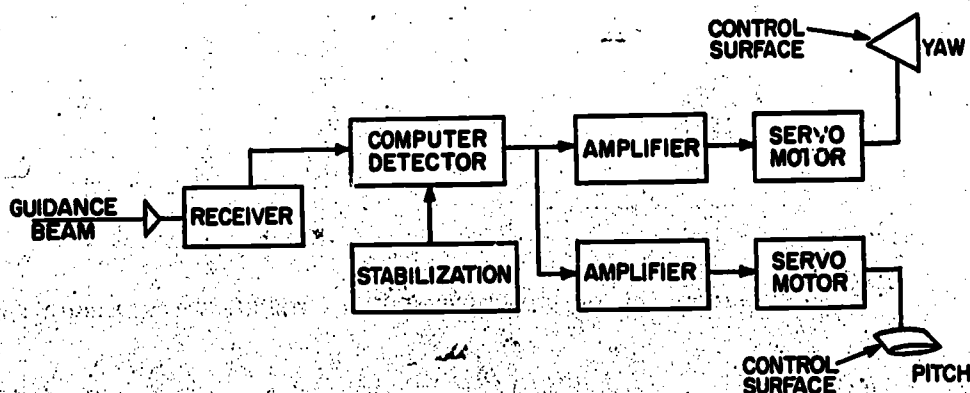 CONTROL
SURFACE
YAW
COMPUTER
DETECTOR
AMPLIFIER
SERVO
MOTOR
GUIDANCE
BEAM
RECEIVER
STABILIZATION
AMPLIFIER
SERVO
MOTOR
CONTROL
SURFACE
PITCH